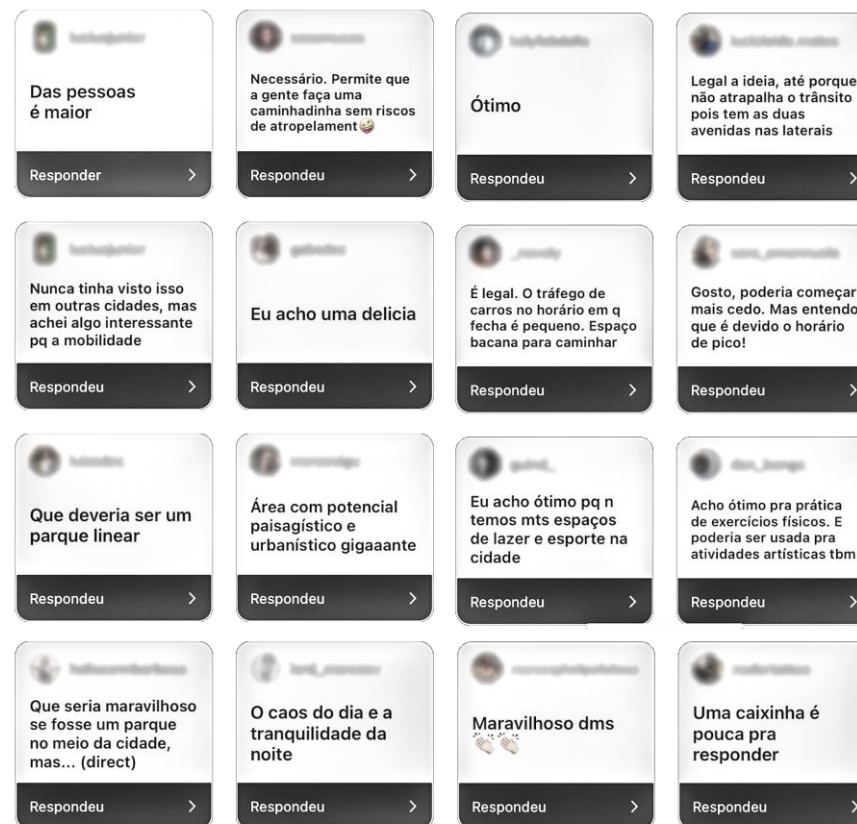 Das pessoas
é maior
Responder
Necessário. Permite que
a gente faça uma
caminhadinha sem riscos
de atropelament🤪
Respondeu
Ótimo
Respondeu
Legal a ideia, até porque
não atrapalha o trânsito
pois tem as duas
avenidas nas laterais
Respondeu
Nunca tinha visto isso
em outras cidades, mas
achei algo interessante
pq a mobilidade
Respondeu
Eu acho uma delicia
Respondeu
É legal. O tráfego de
carros no horário em q
fecha é pequeno. Espaço
bacana para caminhar
Respondeu
Gosto, poderia começar
mais cedo. Mas entendo
que é devido o horário
de pico!
Respondeu
Que deveria ser um
parque linear
Respondeu
Área com potencial
paisagístico e
urbanístico gigaaante
Respondeu
Eu acho ótimo pq n
temos mts espaços
de lazer e esporte na
cidade
Respondeu
Acho ótimo pra prática
de exercícios físicos. E
poderia ser usada pra
atividades artísticas tbm
Respondeu
Que seria maravilhoso
se fosse um parque
no meio da cidade,
mas... (direct)
Respondeu
O caos do dia e a
tranquilidade da
noite
Respondeu
Maravilhoso dms
👏🏻👏🏻
Respondeu
Uma caixinha é
pouca pra
responder
Respondeu